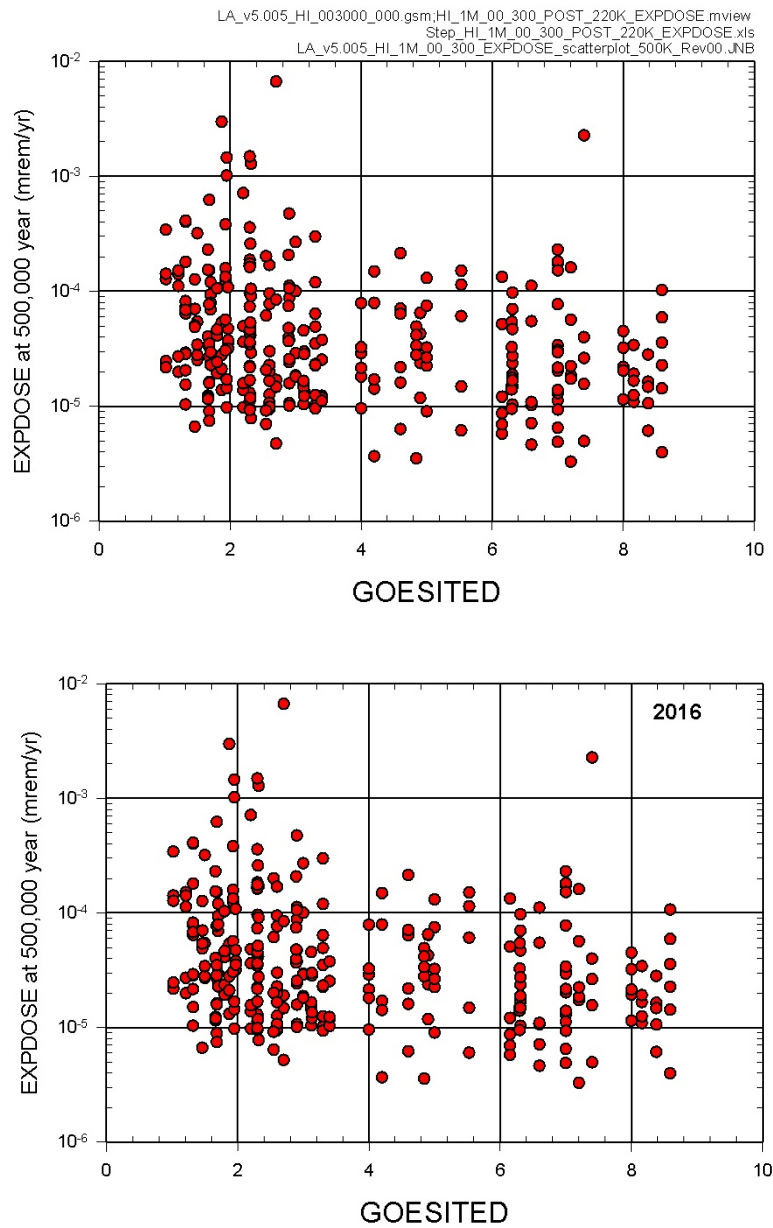 LA_v5.005_HI_003000_000.gsm;HI_1M_00_300_POST_220K_EXPDOSE.mview
Step_HI_1M_00_300_POST_220K_EXPDOSE.xls
LA_v5.005_HI_1M_00_300_EXPDOSE_scatterplot_500K_Rev00.JNB
EXPDOSE at 500,000 year (mrem/yr)
10⁻²
10⁻³
10⁻⁴
10⁻⁵
10⁻⁶
0 2 4 6 8 10
GOESITED
2016
EXPDOSE at 500,000 year (mrem/yr)
10⁻²
10⁻³
10⁻⁴
10⁻⁵
10⁻⁶
0 2 4 6 8 10
GOESITED